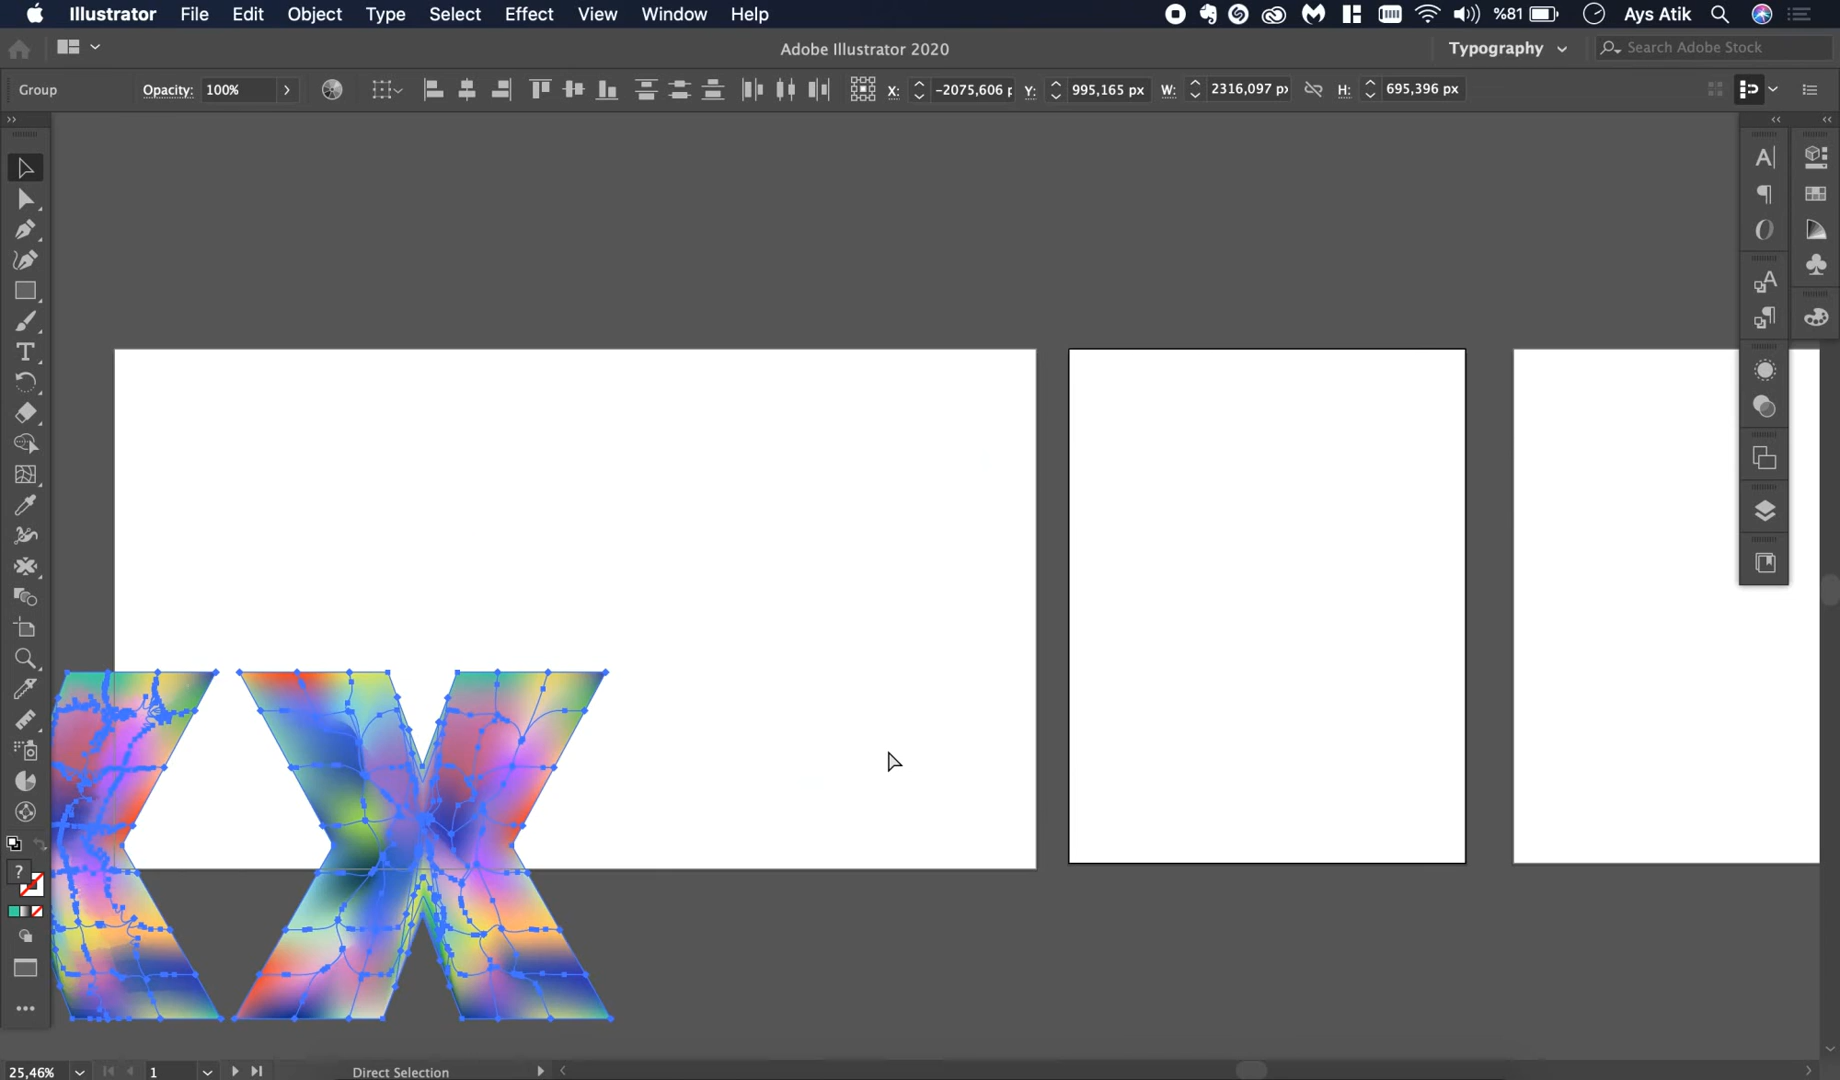 Illustrator File Edit Object Type Select Effect View Window Help %81 Ays Atik
Adobe Illustrator 2020 Typography Search Adobe Stock
Group Opacity: 100% X: -2075,606 p Y: 995,165 px W: 2316,097 px H: 695,396 px
25,46% 1 Direct Selection